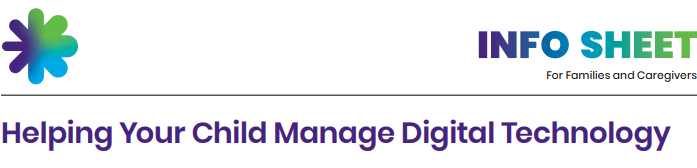 INFO SHEET
For Families and Caregivers
Helping Your Child Manage Digital Technology